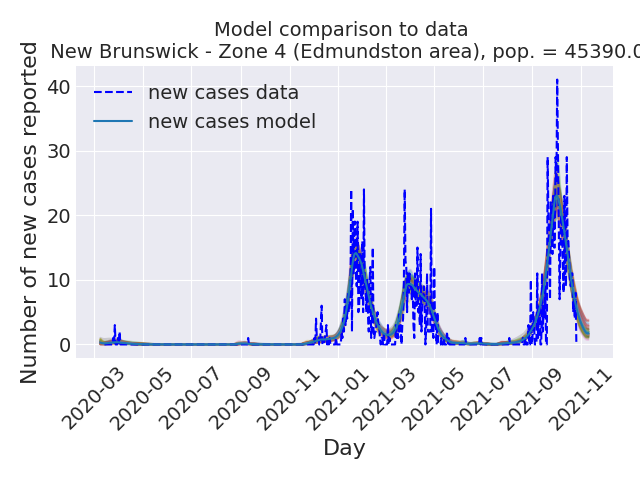 Model comparison to data
New Brunswick - Zone 4 (Edmundston area), pop. = 45390.0
Number of new cases reported
40
30
20
10
0
new cases data
new cases model
2020-03
2020-05
2020-07
2020-09
2020-11
2021-01
2021-03
2021-05
2021-07
2021-09
2021-11
Day